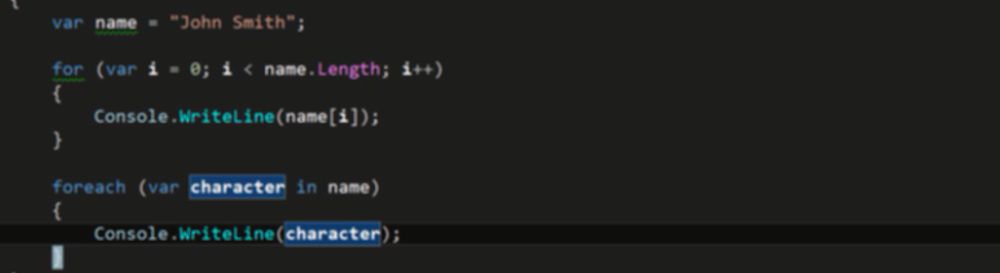 {
var name = "John Smith";
for (var i = 0; i < name.Length; i++)
{
Console.WriteLine(name[i]);
}
foreach (var character in name)
{
Console.WriteLine(character);
}